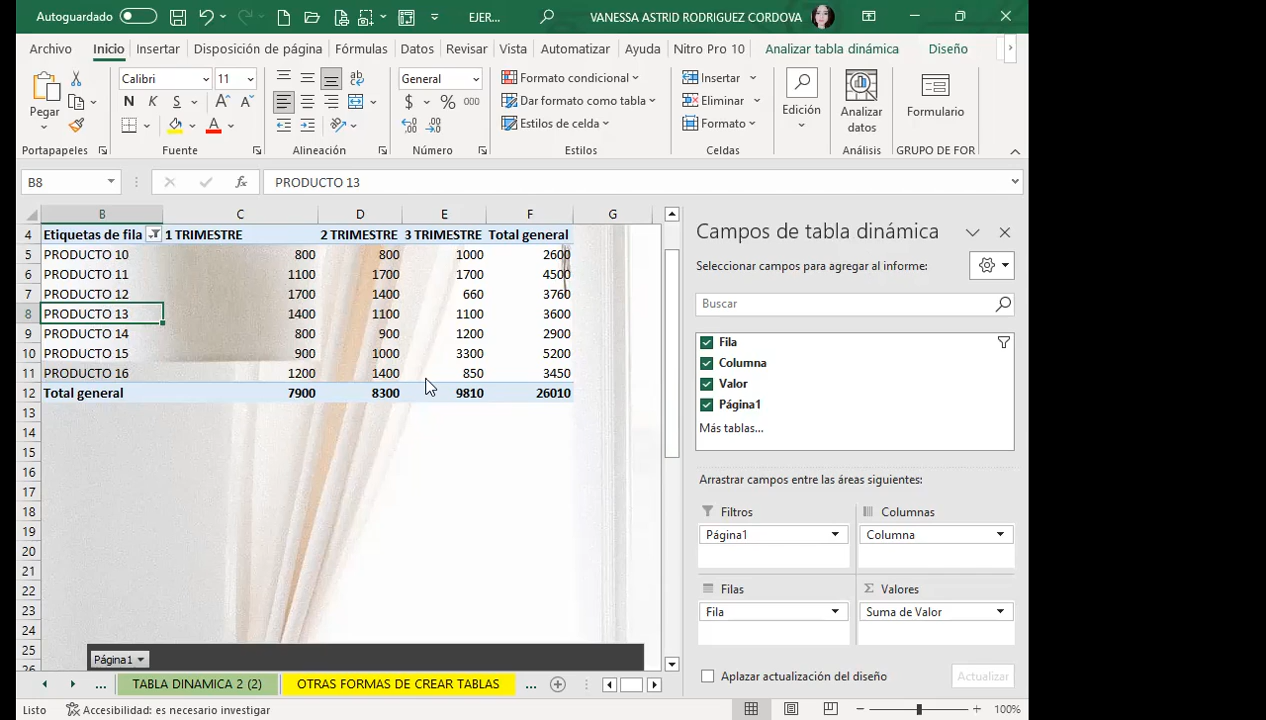 Autoguardado
EJER...
VANESSA ASTRID RODRIGUEZ CORDOVA
Archivo Inicio Insertar Disposición de página Fórmulas Datos Revisar Vista Automatizar Ayuda Nitro Pro 10 Analizar tabla dinámica Diseño
Pegar
Portapapeles
Calibri 11
N K S
Fuente
ab
Alineación
General
$ % 000
Número
Formato condicional
Dar formato como tabla
Estilos de celda
Estilos
Insertar
Eliminar
Formato
Celdas
Edición
Analizar
datos
Análisis
Formulario
GRUPO DE FOR
B8 fx PRODUCTO 13
B C D E F G
4 Etiquetas de fila 1 TRIMESTRE 2 TRIMESTRE 3 TRIMESTRE Total general
5 PRODUCTO 10 800 800 1000 2600
6 PRODUCTO 11 1100 1700 1700 4500
7 PRODUCTO 12 1700 1400 660 3760
8 PRODUCTO 13 1400 1100 1100 3600
9 PRODUCTO 14 800 900 1200 2900
10 PRODUCTO 15 900 1000 3300 5200
11 PRODUCTO 16 1200 1400 850 3450
12 Total general 7900 8300 9810 26010
13
14
15
16
17
18
19
20
21
22
23
24
25
Página1
Campos de tabla dinámica
Seleccionar campos para agregar al informe:
Buscar
Fila
Columna
Valor
Página1
Más tablas...
Arrastrar campos entre las áreas siguientes:
Filtros
Página1
Columnas
Columna
Filas
Fila
Σ Valores
Suma de Valor
Aplazar actualización del diseño
Actualizar
... TABLA DINAMICA 2 (2) OTRAS FORMAS DE CREAR TABLAS ...
Listo
Accesibilidad: es necesario investigar
100%